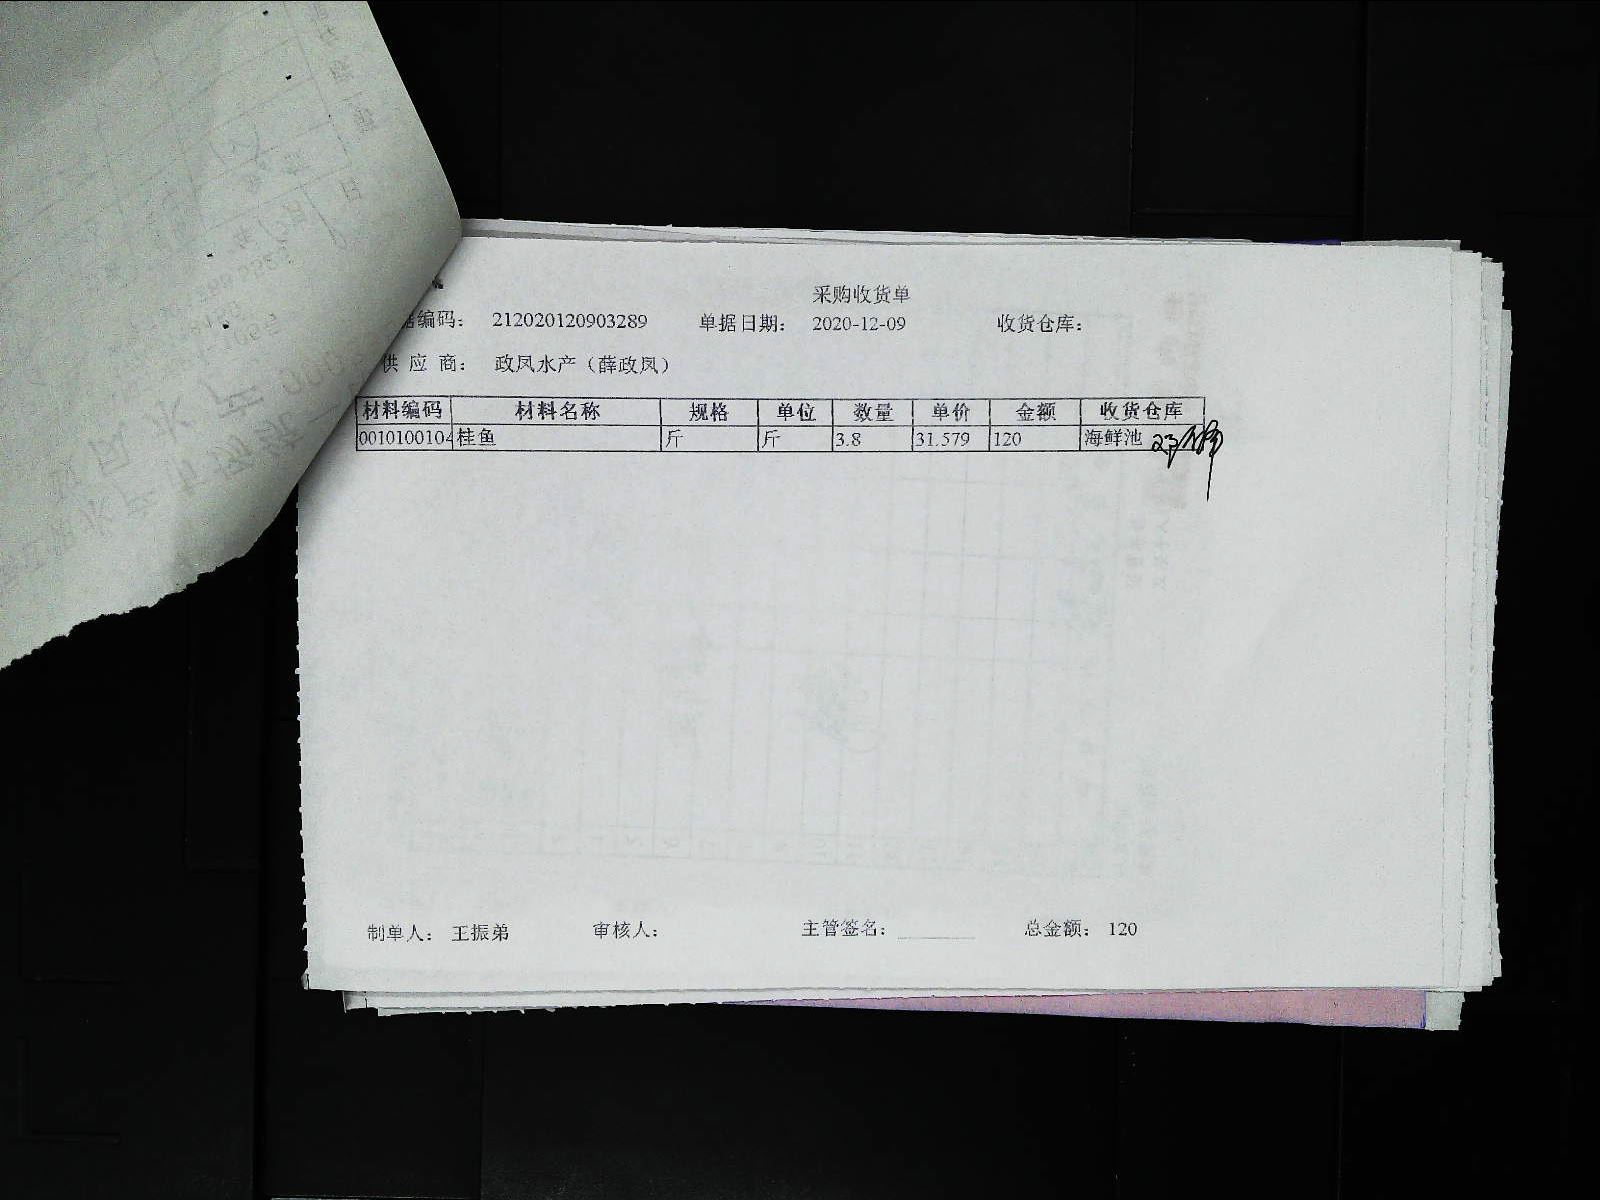 采购收货单
据编码： 212020120903289 单据日期： 2020-12-09 收货仓库：
供 应 商： 政凤水产（薛政凤）
材料编码 材料名称 规格 单位 数量 单价 金额 收货仓库
0010100104 桂鱼 斤 斤 3.8 31.579 120 海鲜池
制单人： 王振弟 审核人： 主管签名： 总金额： 120